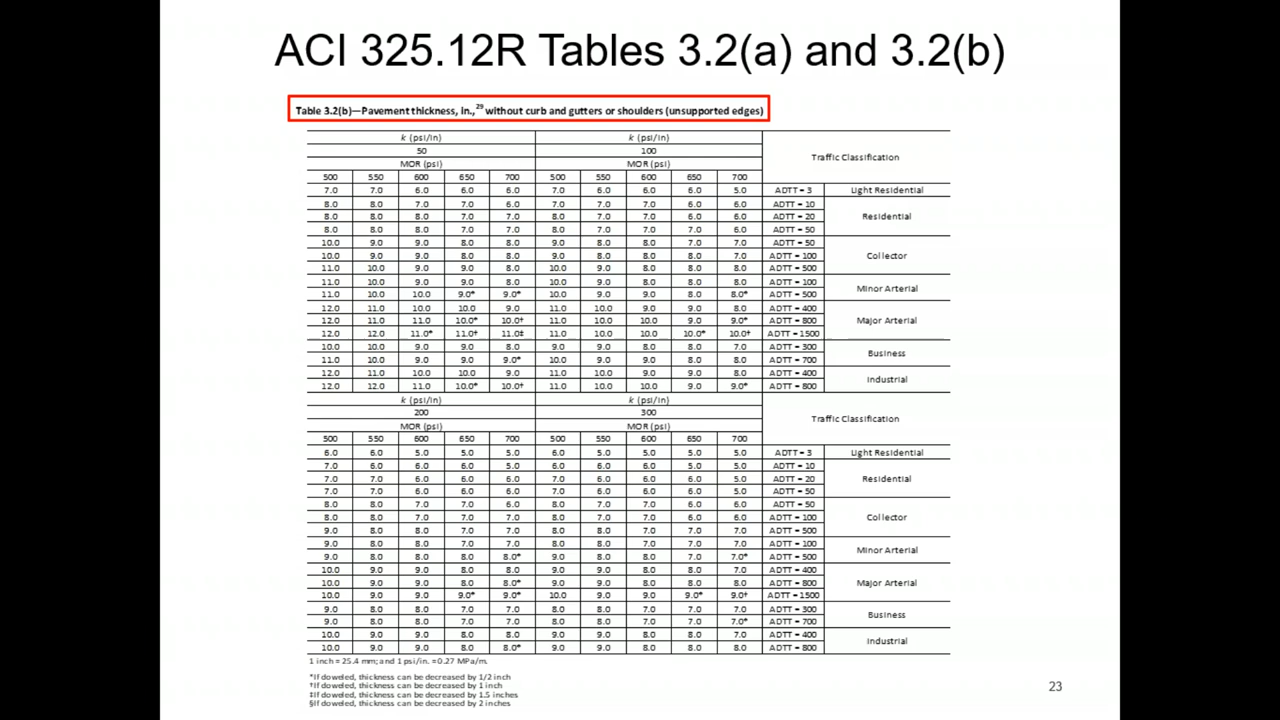 ACI 325.12R Tables 3.2(a) and 3.2(b)
Table 3.2(b)—Pavement thickness, in.,29 without curb and gutters or shoulders (unsupported edges)
k (psi/in) k (psi/in) Traffic Classification
50 100
MOR (psi) MOR (psi)
500 550 600 650 700 500 550 600 650 700
7.0 7.0 6.0 6.0 6.0 7.0 6.0 6.0 6.0 5.0 ADTT = 3 Light Residential
8.0 8.0 7.0 7.0 6.0 7.0 7.0 7.0 6.0 6.0 ADTT = 10 Residential
8.0 8.0 8.0 7.0 7.0 8.0 7.0 7.0 6.0 6.0 ADTT = 20
8.0 8.0 8.0 7.0 7.0 8.0 7.0 7.0 7.0 6.0 ADTT = 50
10.0 9.0 9.0 8.0 8.0 9.0 8.0 8.0 7.0 7.0 ADTT = 50 Collector
10.0 9.0 9.0 8.0 8.0 9.0 8.0 8.0 8.0 7.0 ADTT = 100
11.0 10.0 9.0 9.0 8.0 10.0 9.0 8.0 8.0 8.0 ADTT = 500
11.0 10.0 9.0 9.0 8.0 10.0 9.0 8.0 8.0 8.0 ADTT = 100 Minor Arterial
11.0 10.0 10.0 9.0* 9.0* 10.0 9.0 9.0 8.0 8.0* ADTT = 500
12.0 11.0 10.0 10.0 9.0 11.0 10.0 9.0 9.0 8.0 ADTT = 400 Major Arterial
12.0 11.0 11.0 10.0* 10.0† 11.0 10.0 10.0 9.0 9.0* ADTT = 800
12.0 12.0 11.0* 11.0† 11.0‡ 11.0 10.0 10.0 10.0* 10.0† ADTT = 1500
10.0 10.0 9.0 9.0 8.0 9.0 9.0 8.0 8.0 7.0 ADTT = 300 Business
11.0 10.0 9.0 9.0 9.0* 10.0 9.0 9.0 8.0 8.0 ADTT = 700
12.0 11.0 10.0 10.0 9.0 11.0 10.0 9.0 9.0 8.0 ADTT = 400 Industrial
12.0 12.0 11.0 10.0* 10.0† 11.0 10.0 10.0 9.0 9.0* ADTT = 800
k (psi/in) k (psi/in) Traffic Classification
200 300
MOR (psi) MOR (psi)
500 550 600 650 700 500 550 600 650 700
6.0 6.0 5.0 5.0 5.0 6.0 5.0 5.0 5.0 5.0 ADTT = 3 Light Residential
7.0 6.0 6.0 6.0 5.0 6.0 6.0 6.0 5.0 5.0 ADTT = 10 Residential
7.0 7.0 6.0 6.0 6.0 7.0 6.0 6.0 6.0 5.0 ADTT = 20
7.0 7.0 6.0 6.0 6.0 7.0 6.0 6.0 6.0 5.0 ADTT = 50
8.0 8.0 7.0 7.0 6.0 8.0 7.0 7.0 6.0 6.0 ADTT = 50 Collector
8.0 8.0 7.0 7.0 7.0 8.0 7.0 7.0 6.0 6.0 ADTT = 100
9.0 8.0 8.0 7.0 7.0 8.0 8.0 7.0 7.0 7.0 ADTT = 500
9.0 8.0 8.0 7.0 7.0 8.0 8.0 7.0 7.0 7.0 ADTT = 100 Minor Arterial
9.0 8.0 8.0 8.0 8.0* 9.0 8.0 8.0 7.0 7.0* ADTT = 500
10.0 9.0 9.0 8.0 8.0 9.0 8.0 8.0 8.0 7.0 ADTT = 400 Major Arterial
10.0 9.0 9.0 8.0 8.0* 9.0 9.0 8.0 8.0 8.0 ADTT = 800
10.0 9.0 9.0 9.0* 9.0* 10.0 9.0 9.0 9.0* 9.0† ADTT = 1500
9.0 8.0 8.0 7.0 7.0 8.0 8.0 7.0 7.0 7.0 ADTT = 300 Business
9.0 8.0 8.0 7.0 7.0 8.0 8.0 8.0 7.0 7.0* ADTT = 700
10.0 9.0 9.0 8.0 8.0 9.0 9.0 8.0 8.0 7.0 ADTT = 400 Industrial
10.0 9.0 9.0 8.0 8.0* 9.0 9.0 8.0 8.0 8.0 ADTT = 800
1 inch = 25.4 mm; and 1 psi/in. = 0.27 MPa/m.
*If doweled, thickness can be decreased by 1/2 inch
†If doweled, thickness can be decreased by 1 inch
‡If doweled, thickness can be decreased by 1.5 inches
§If doweled, thickness can be decreased by 2 inches
23